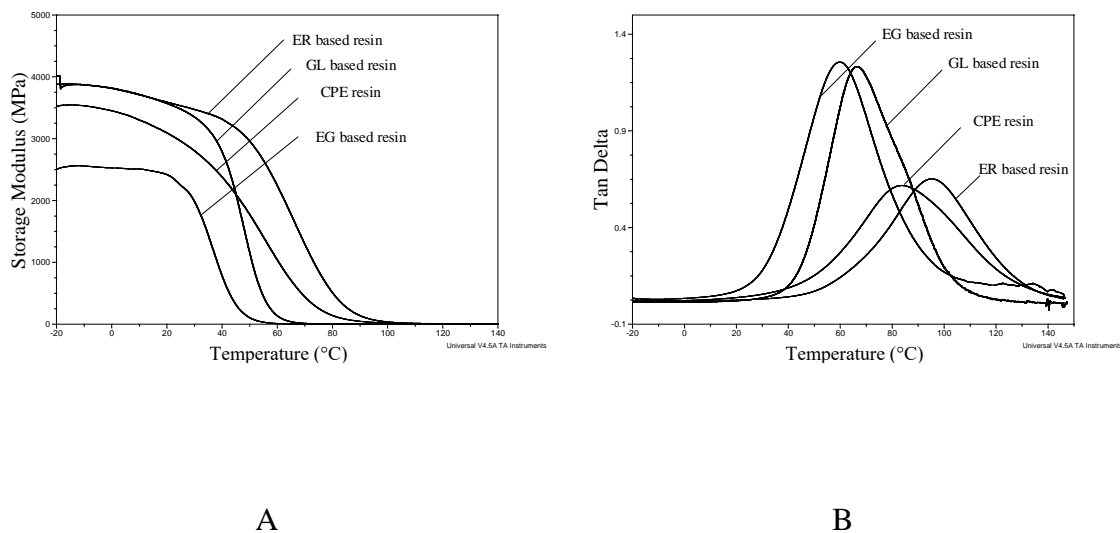 5000
4000
3000
2000
1000
0
Storage Modulus (MPa)
ER based resin
GL based resin
CPE resin
EG based resin
-20 0 20 40 60 80 100 120 140
Temperature (°C)
Universal V4.5A TA Instruments
1.4
0.9
0.4
-0.1
Tan Delta
EG based resin
GL based resin
CPE resin
ER based resin
-20 0 20 40 60 80 100 120 140
Temperature (°C)
Universal V4.5A TA Instruments
A
B